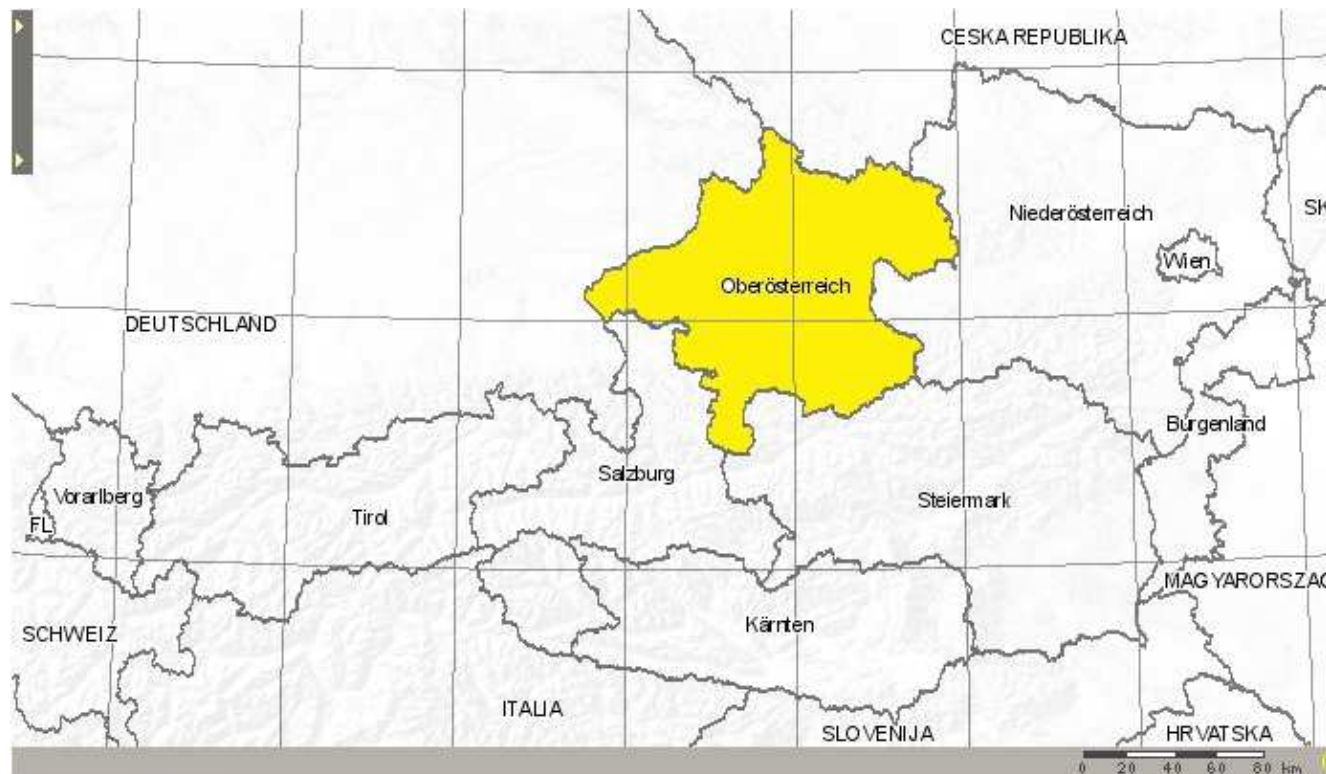 CESKA REPUBLIKA
Niederösterreich
SK
Wien
Oberösterreich
DEUTSCHLAND
Burgenland
Salzburg
Vorarlberg
Steiermark
Tirol
FL
MAGYARORSZAG
Kärnten
SCHWEIZ
ITALIA
SLOVENIJA
HRVATSKA
0 20 40 60 80 km